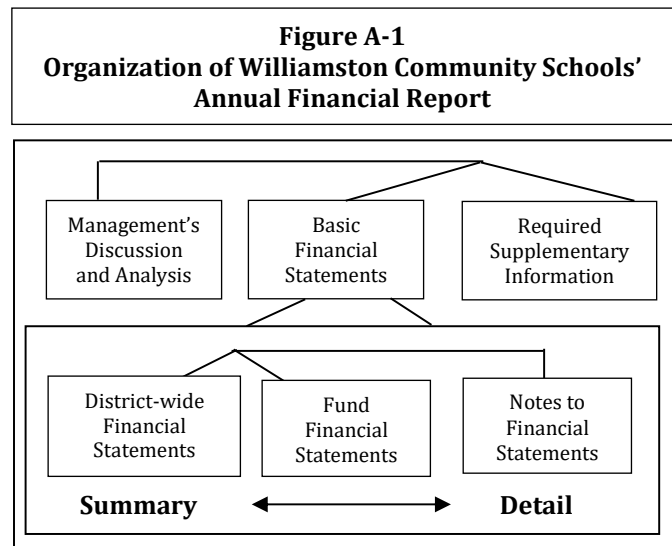 Figure A-1
Organization of Williamston Community Schools’
Annual Financial Report
Management’s
Discussion
and Analysis
Basic
Financial
Statements
Required
Supplementary
Information
District-wide
Financial
Statements
Fund
Financial
Statements
Notes to
Financial
Statements
Summary
Detail